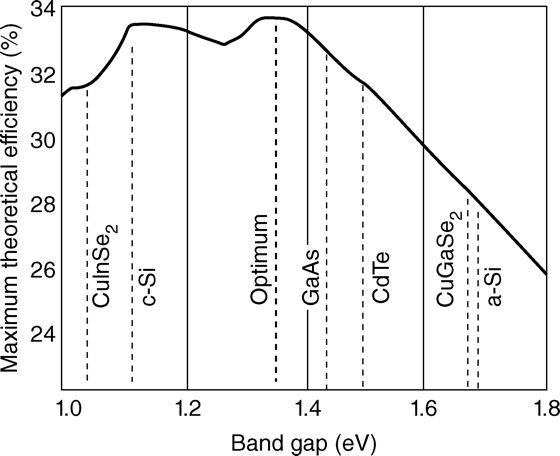 Maximum theoretical efficiency (%)
34
32
30
28
26
24
CuInSe2
c-Si
Optimum
GaAs
CdTe
CuGaSe2
a-Si
1.0
1.2
1.4
1.6
1.8
Band gap (eV)